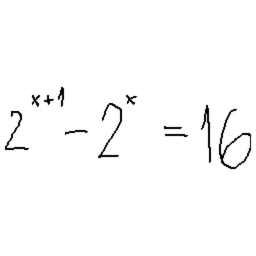 2^{x+1} - 2^x = 16